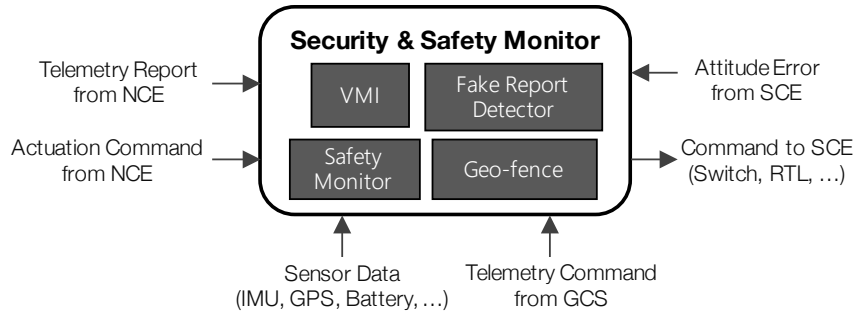 Security & Safety Monitor
Telemetry Report
from NCE
VMI
Fake Report
Detector
Attitude Error
from SCE
Actuation Command
from NCE
Safety
Monitor
Geo-fence
Command to SCE
(Switch, RTL, ...)
Sensor Data
(IMU, GPS, Battery, ...)
Telemetry Command
from GCS